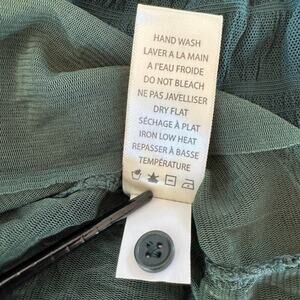 HAND WASH
LAVER A LA MAIN
A l'EAU FROIDE
DO NOT BLEACH
NE PAS JAVELLISER
DRY FLAT
SÉCHAGE À PLAT
IRON LOW HEAT
REPASSER À BASSE
TEMPÉRATURE